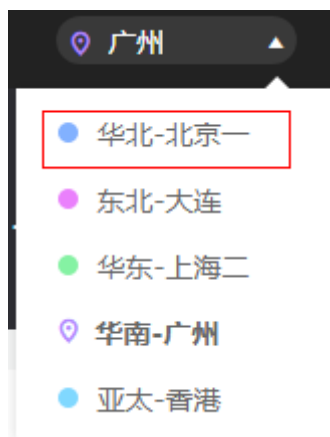 广州
华北-北京一
东北-大连
华东-上海二
华南-广州
亚太-香港